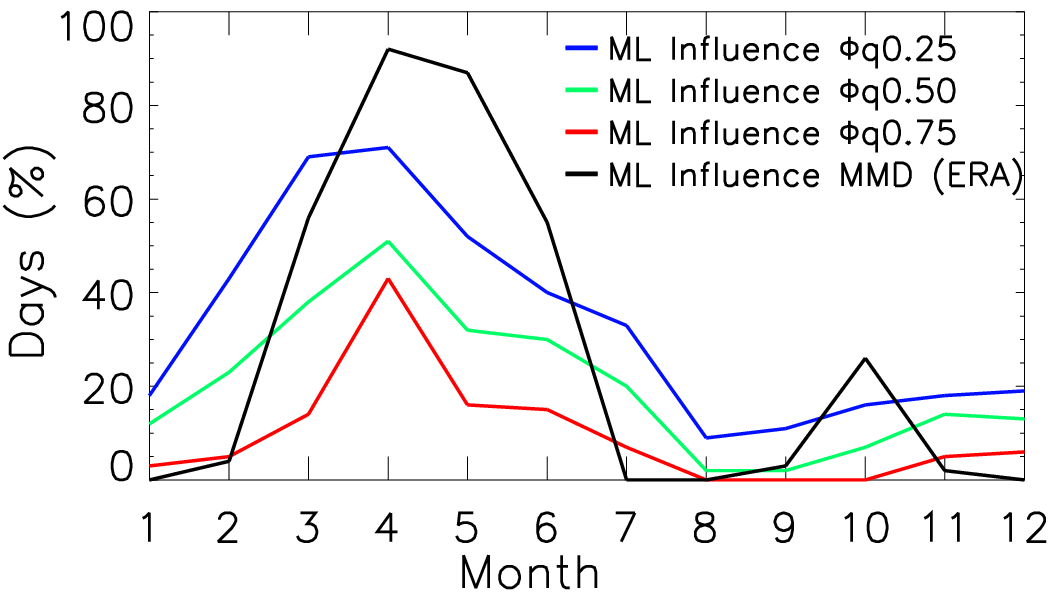 100
80
60
40
20
0
Days (%)
ML Influence Φq0.25
ML Influence Φq0.50
ML Influence Φq0.75
ML Influence MMD (ERA)
1 2 3 4 5 6 7 8 9 10 11 12
Month